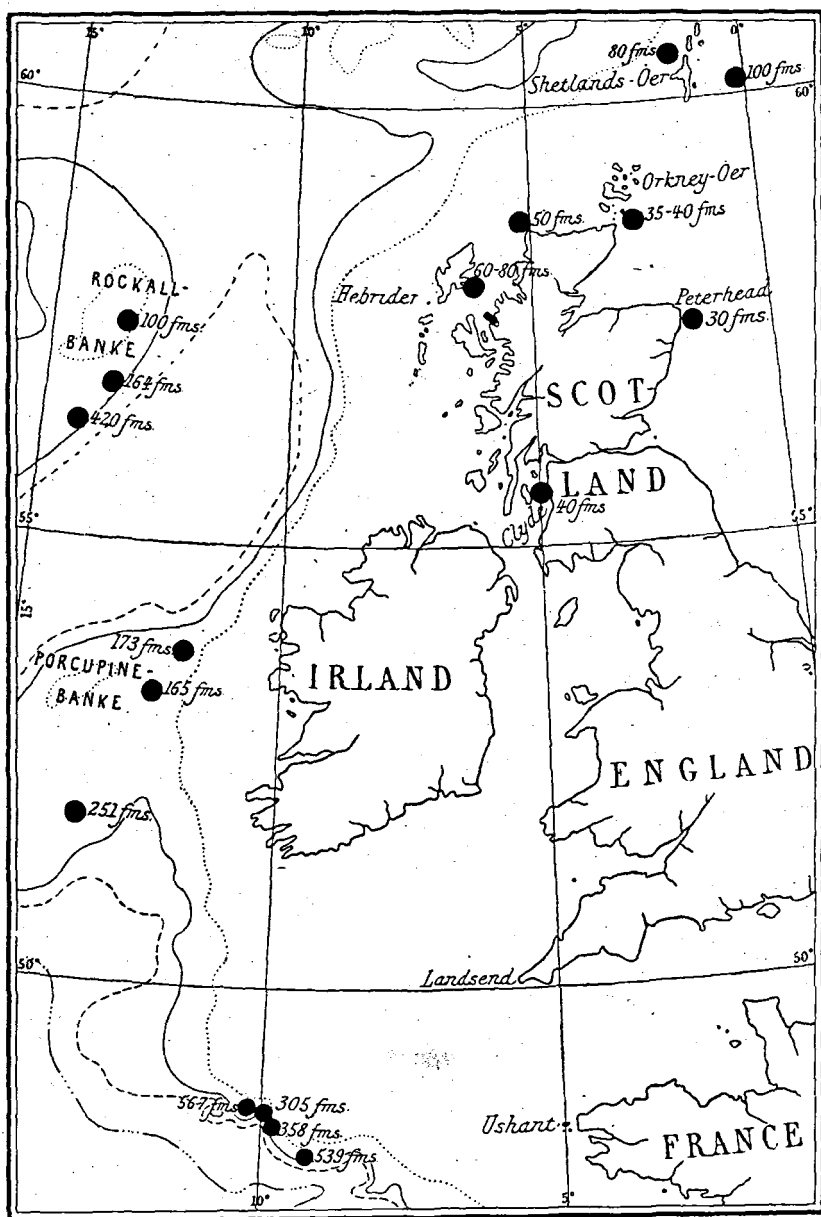 15°
10°
5°
0°
80 fms
Shetlands-Öer
100 fms.
60°
60°
Orkney-Oer
50 fms.
35-40 fms
60-80 fms.
Hebrider
Peterhead
30 fms.
ROCKALL-
100 fms.
BANKE
164 fms.
420 fms.
SCOT-
LAND
Clyde
40 fms
55°
55°
15°
173 fms.
PORCUPINE-
165 fms.
BANKE
IRLAND
ENGLAND
251 fms.
50°
Landsend
50°
567 fms.
305 fms.
358 fms.
539 fms.
Ushant
FRANCE
10°
5°